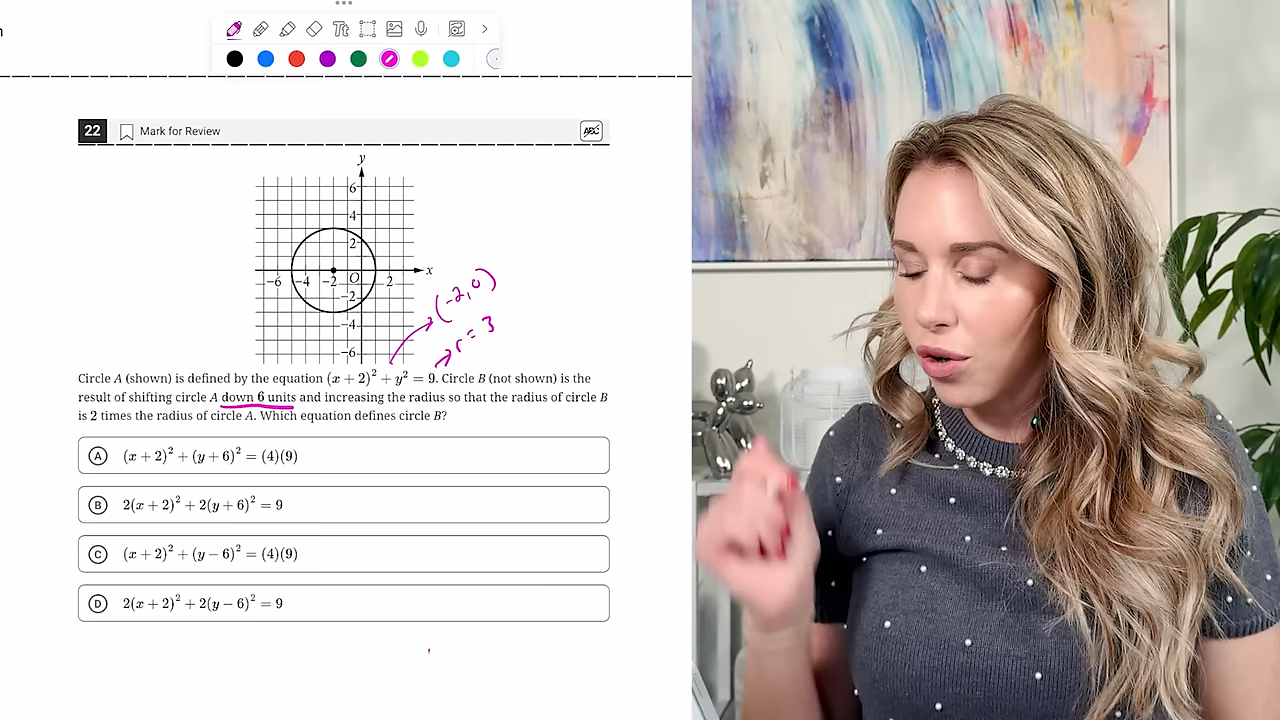 Tt
22 Mark for Review ABC
y
6
4
2
-6 -4 -2 O 2 x
-2
-4
-6
(-2, 0)
r = 3
Circle A (shown) is defined by the equation (x + 2)² + y² = 9. Circle B (not shown) is the
result of shifting circle A down 6 units and increasing the radius so that the radius of circle B
is 2 times the radius of circle A. Which equation defines circle B?
A (x + 2)² + (y + 6)² = (4)(9)
B 2(x + 2)² + 2(y + 6)² = 9
C (x + 2)² + (y − 6)² = (4)(9)
D 2(x + 2)² + 2(y − 6)² = 9